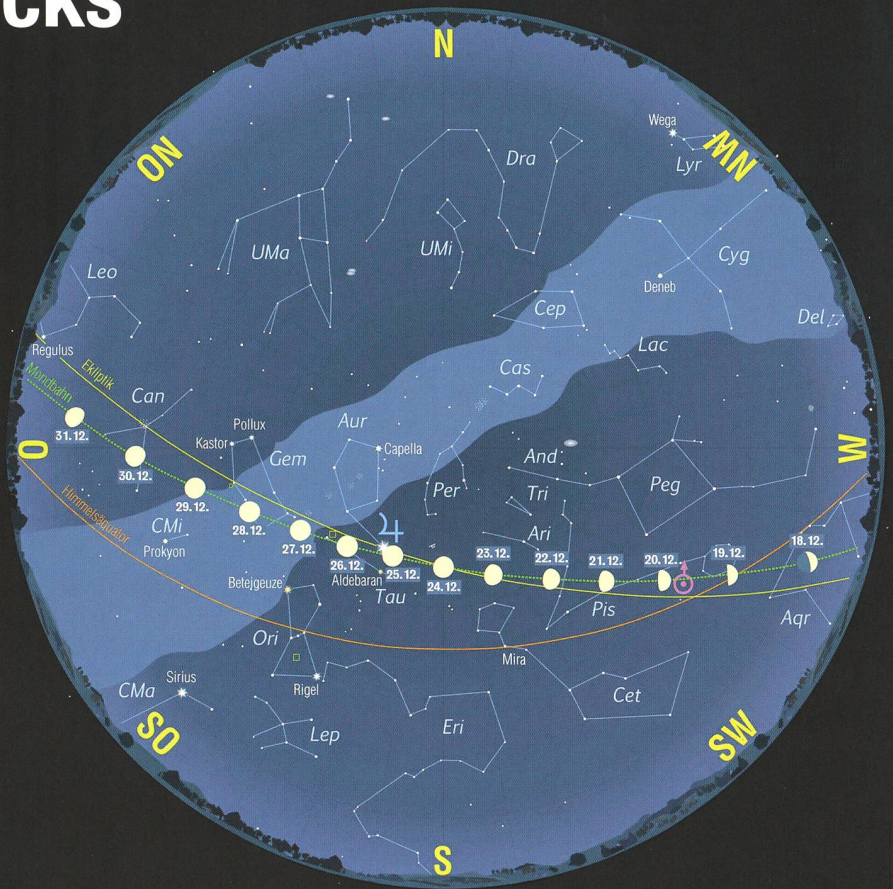 CKS
N
NO
NW
Wega
Lyr
Dra
UMa
UMi
Cyg
Deneb
Leo
Cep
Del
Regulus
Lac
Ekliptik
Mondbahn
Can
Cas
31.12.
Pollux
Kastor
Aur
Capella
Gem
And
O
W
30.12.
Tri
Peg
Per
29.12.
28.12.
Himmelsäquator
CMi
Prokyon
27.12.
26.12.
Ari
23.12.
22.12.
21.12.
20.12.
19.12.
18.12.
25.12.
24.12.
Aldebaran
Betejgeuze
Tau
Pis
Aqr
Ori
Mira
CMa
Sirius
Rigel
Cet
SO
Lep
Eri
SW
S